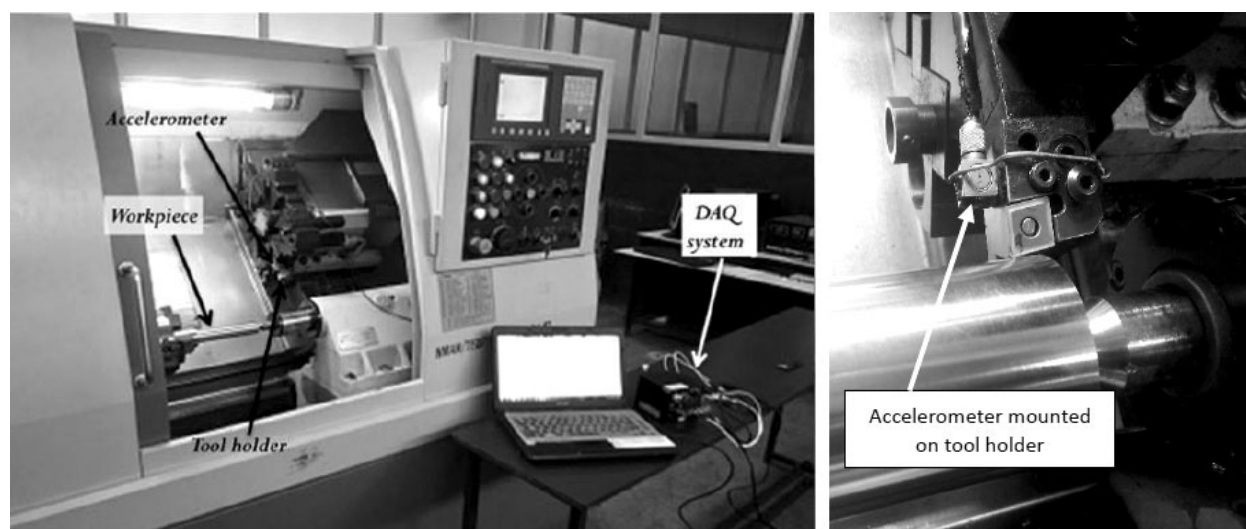 Accelerometer
Workpiece
DAQ
system
Tool holder
Accelerometer mounted
on tool holder